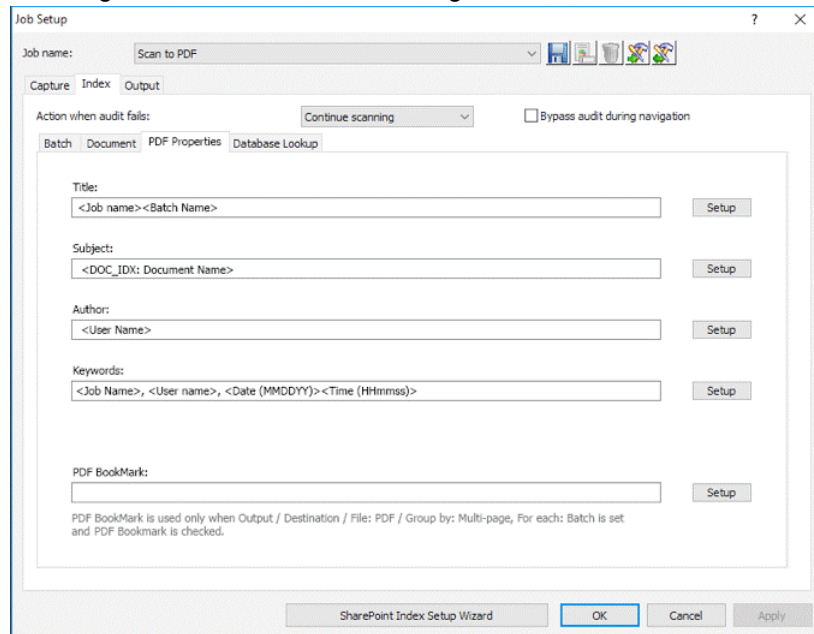 Job Setup
? ×
Job name: Scan to PDF
Capture Index Output
Action when audit fails: Continue scanning Bypass audit during navigation
Batch Document PDF Properties Database Lookup
Title:
<Job name><Batch Name> Setup
Subject:
<DOC_IDX: Document Name> Setup
Author:
<User Name> Setup
Keywords:
<Job Name>, <User name>, <Date (MMDDYY)><Time (HHmmss)> Setup
PDF BookMark:
Setup
PDF BookMark is used only when Output / Destination / File: PDF / Group by: Multi-page, For each: Batch is set
and PDF Bookmark is checked.
SharePoint Index Setup Wizard OK Cancel Apply